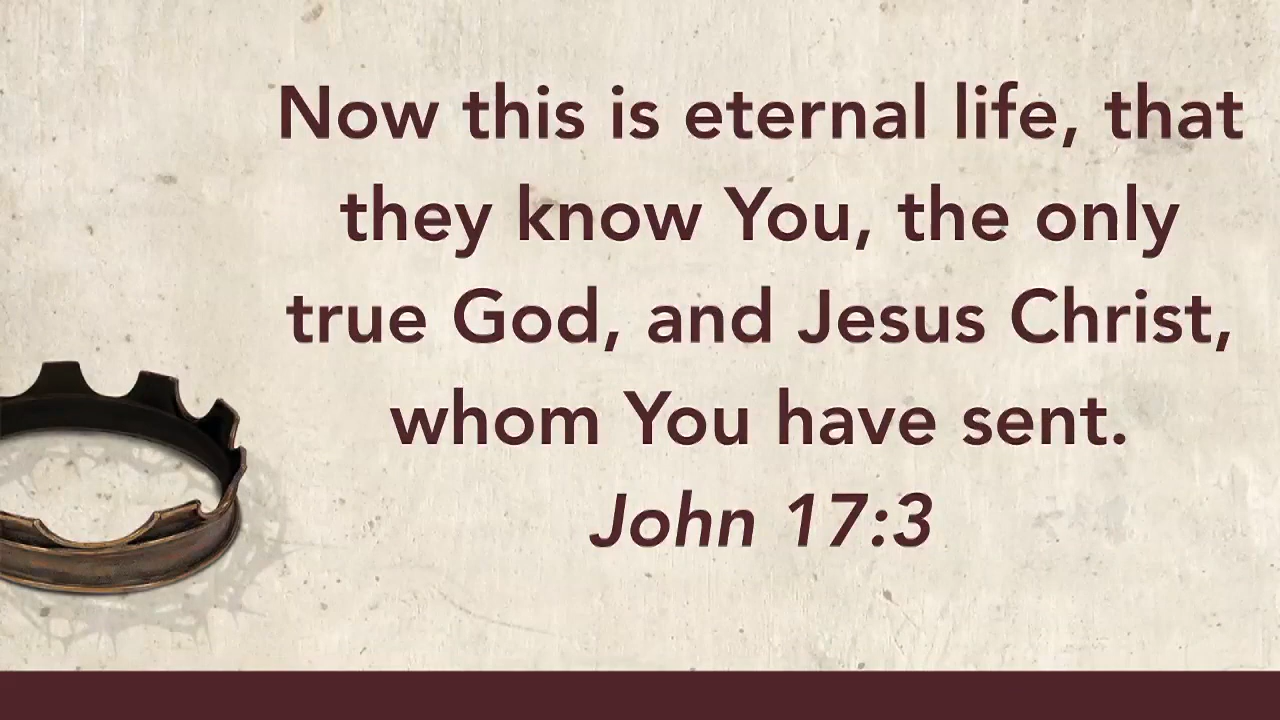 Now this is eternal life, that
they know You, the only
true God, and Jesus Christ,
whom You have sent.
John 17:3